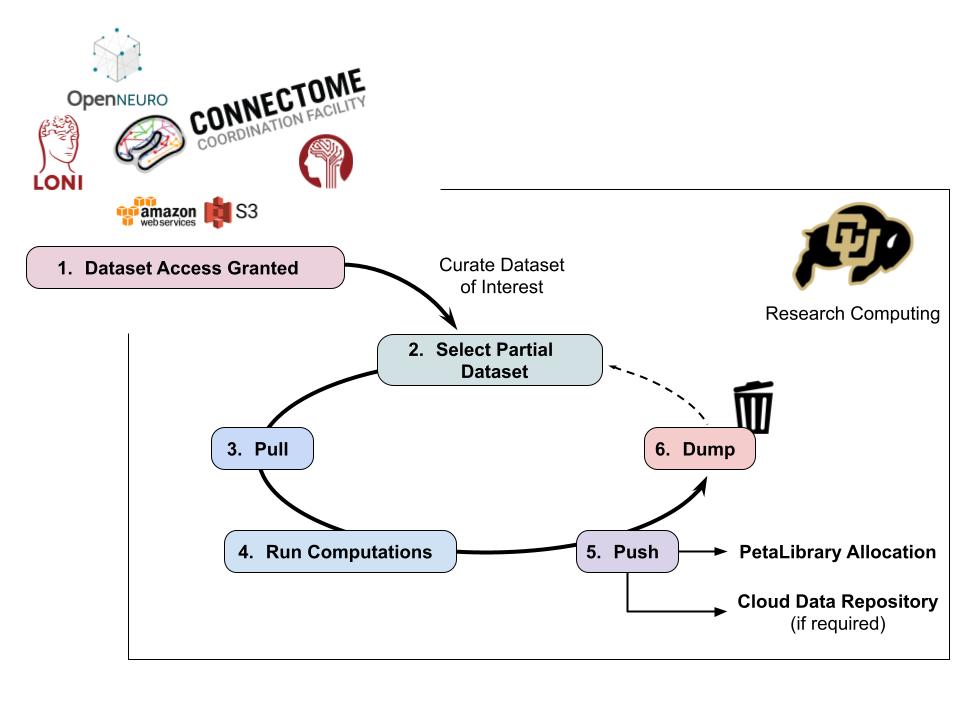 OpenNEURO
CONNECTOME
COORDINATION FACILITY
LONI
amazon
webservices
S3
1. Dataset Access Granted
Curate Dataset
of Interest
CU
Research Computing
2. Select Partial
Dataset
3. Pull
6. Dump
4. Run Computations
5. Push
PetaLibrary Allocation
Cloud Data Repository
(if required)